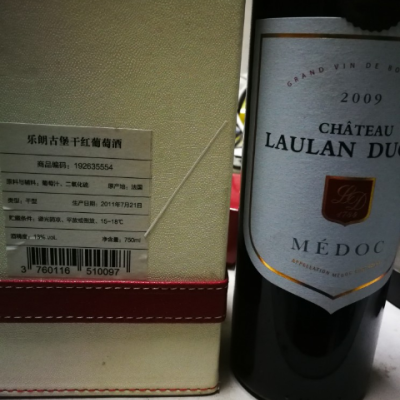 乐朗古堡干红葡萄酒
商品编码：192635554
原料与辅料：葡萄汁、二氧化硫 原产地：法国
类型：干型 生产日期：2011年7月21日
贮藏条件：避光阴凉、平放或倒放，15-18℃
酒精度：13% vol. 净含量：750ml
3 760116 510097
GRAND VIN DE BO
2009
CHÂTEAU
LAULAN DUC
1756
MÉDOC
APPELLATION MÉDOC